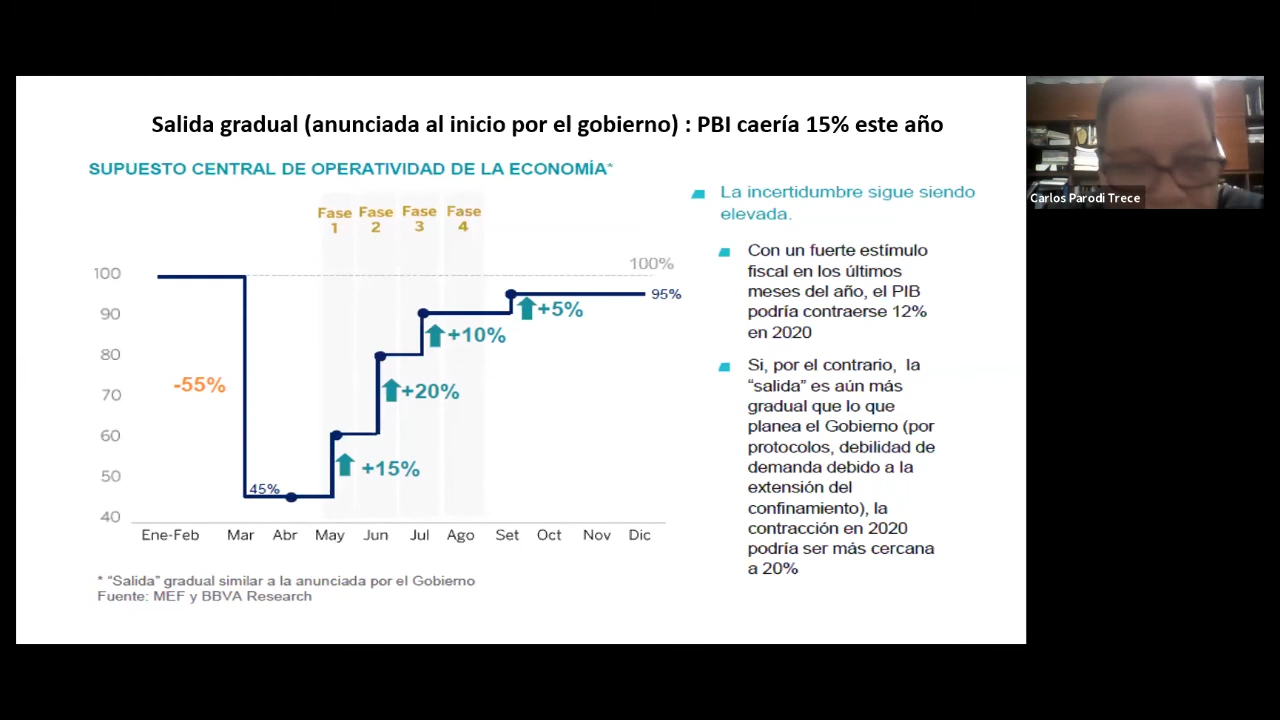 Salida gradual (anunciada al inicio por el gobierno) : PBI caería 15% este año
SUPUESTO CENTRAL DE OPERATIVIDAD DE LA ECONOMÍA*
Fase 1
Fase 2
Fase 3
Fase 4
100%
100
90
80
70
60
50
40
-55%
45%
+15%
+20%
+10%
+5%
95%
Ene-Feb Mar Abr May Jun Jul Ago Set Oct Nov Dic
* “Salida” gradual similar a la anunciada por el Gobierno
Fuente: MEF y BBVA Research
La incertidumbre sigue siendo
elevada.
Con un fuerte estímulo
fiscal en los últimos
meses del año, el PIB
podría contraerse 12%
en 2020
Si, por el contrario, la
“salida” es aún más
gradual que lo que
planea el Gobierno (por
protocolos, debilidad de
demanda debido a la
extensión del
confinamiento), la
contracción en 2020
podría ser más cercana
a 20%
Carlos Parodi Trece